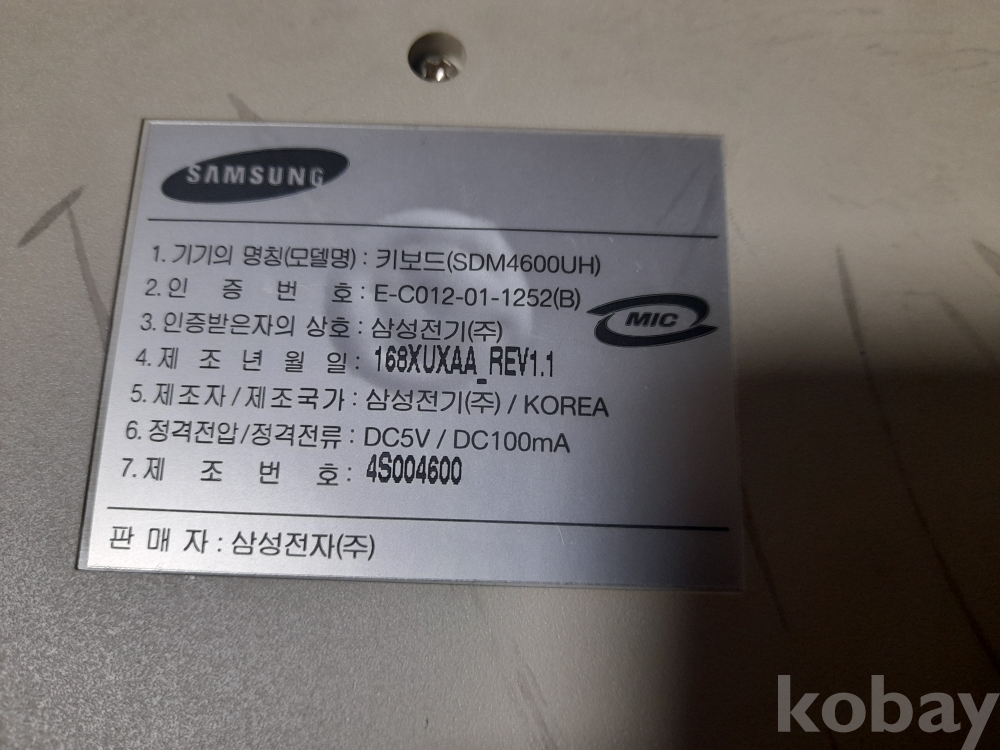 SAMSUNG
1. 기기의 명칭(모델명) : 키보드(SDM4600UH)
2. 인 증 번 호 : E-C012-01-1252(B)
MIC
3. 인증받은자의 상호 : 삼성전기(주)
4. 제 조 년 월 일 : 168XUXAA_REV1.1
5. 제조자/제조국가 : 삼성전기(주) / KOREA
6. 정격전압/정격전류 : DC5V / DC100mA
7. 제 조 번 호 : 4S004600
판 매 자 : 삼성전자(주)
kobay